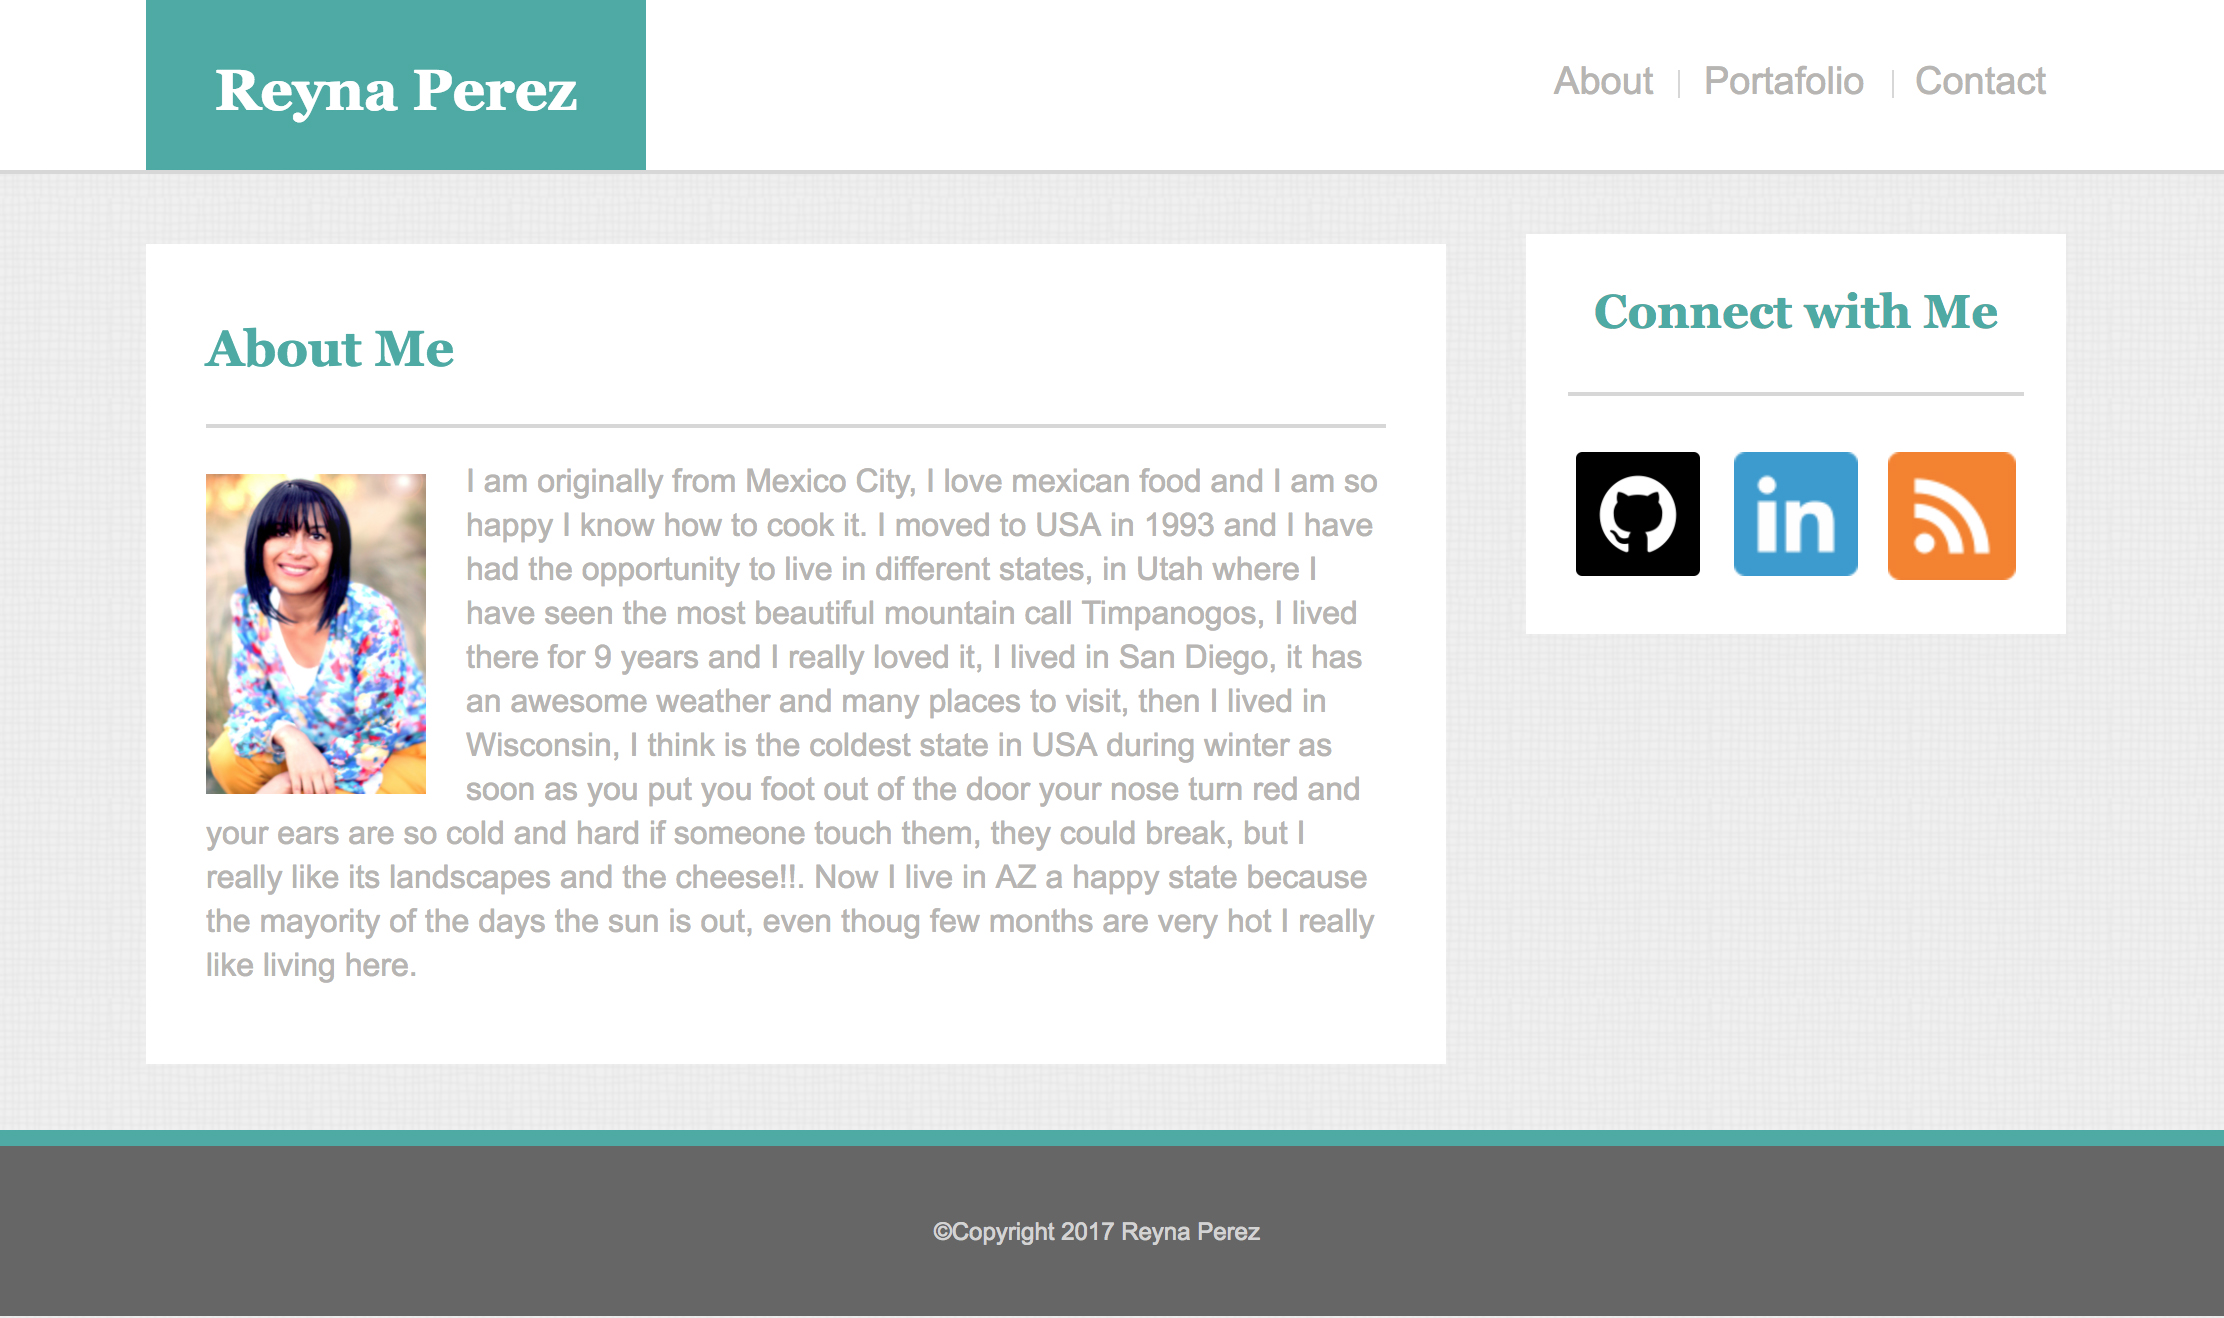 Reyna Perez
About
Portafolio
Contact
About Me
I am originally from Mexico City, I love mexican food and I am so
happy I know how to cook it. I moved to USA in 1993 and I have
had the opportunity to live in different states, in Utah where I
have seen the most beautiful mountain call Timpanogos, I lived
there for 9 years and I really loved it, I lived in San Diego, it has
an awesome weather and many places to visit, then I lived in
Wisconsin, I think is the coldest state in USA during winter as
soon as you put you foot out of the door your nose turn red and
your ears are so cold and hard if someone touch them, they could break, but I
really like its landscapes and the cheese!!. Now I live in AZ a happy state because
the mayority of the days the sun is out, even thoug few months are very hot I really
like living here.
Connect with Me
in
©Copyright 2017 Reyna Perez